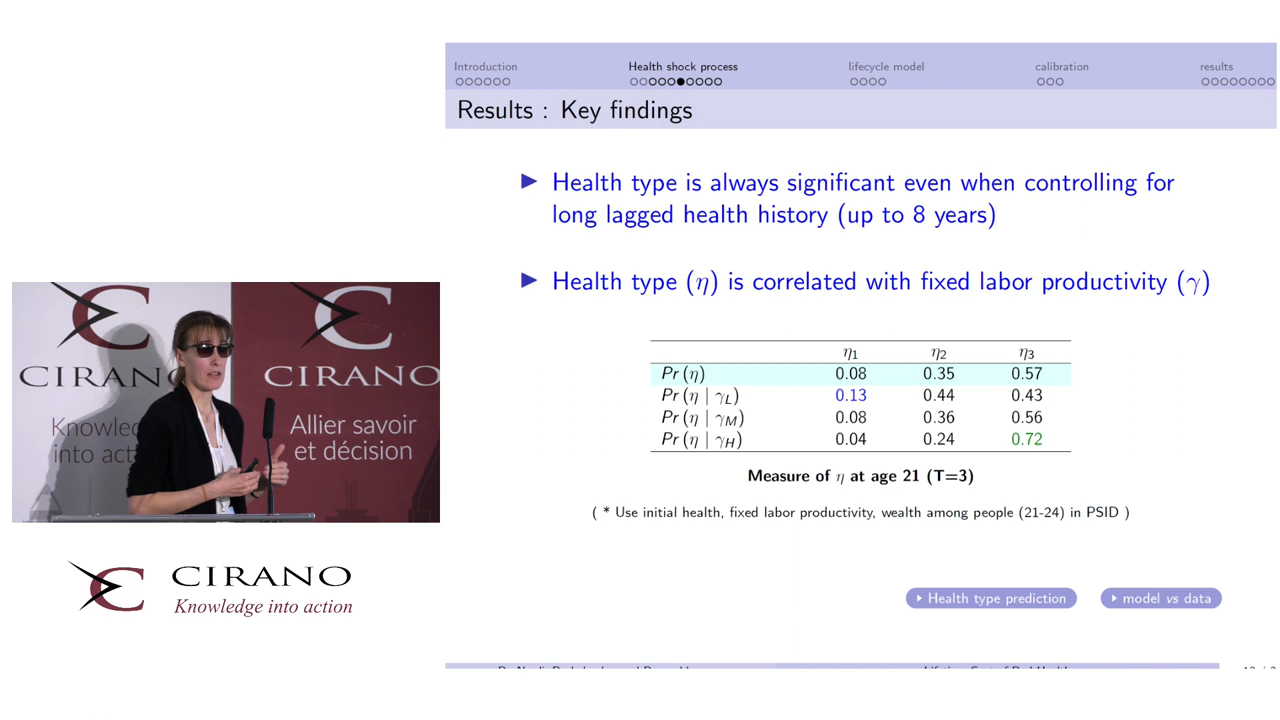 Introduction
Health shock process
lifecycle model
calibration
results
Results : Key findings
Health type is always significant even when controlling for
long lagged health history (up to 8 years)
Health type (η) is correlated with fixed labor productivity (γ)
η1 η2 η3
Pr (η) 0.08 0.35 0.57
Pr (η | γL) 0.13 0.44 0.43
Pr (η | γM) 0.08 0.36 0.56
Pr (η | γH) 0.04 0.24 0.72
Measure of η at age 21 (T=3)
( * Use initial health, fixed labor productivity, wealth among people (21-24) in PSID )
Health type prediction
model vs data
CIRANO
Knowledge
into act
CIRANO
Allier savoir
et décision
CIRANO
Knowledge into action